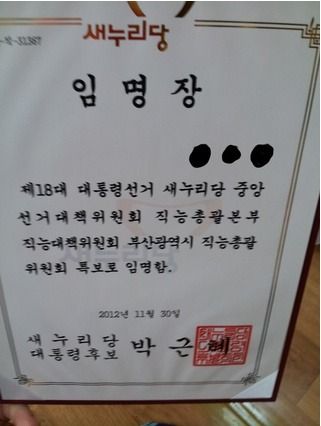 새누리당
임명장
제18대 대통령선거 새누리당 중앙
선거대책위원회 직능총괄본부
직능대책위원회 부산광역시 직능총괄
위원회 특보로 임명함.
새누리당
2012년 11월 30일
새누리당
대통령후보 박근혜